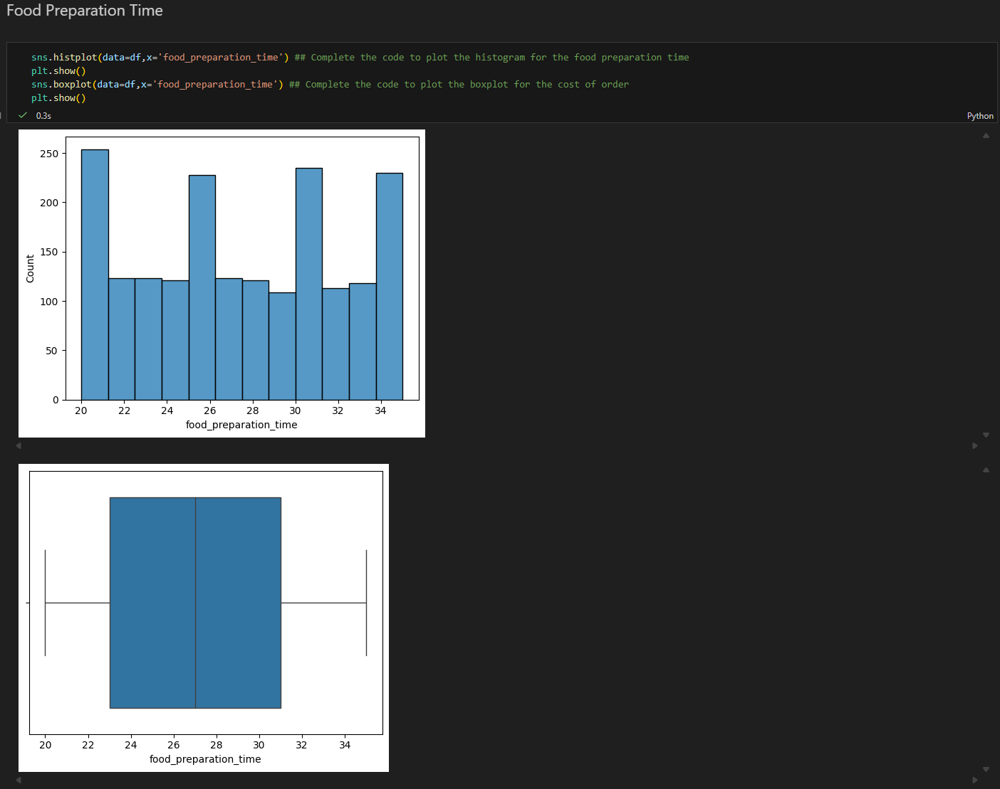 Food Preparation Time
sns.histplot(data=df,x='food_preparation_time') ## Complete the code to plot the histogram for the food preparation time
plt.show()
sns.boxplot(data=df,x='food_preparation_time') ## Complete the code to plot the boxplot for the cost of order
plt.show()
0.3s
Python
250
200
150
100
50
0
Count
20 22 24 26 28 30 32 34
food_preparation_time
20 22 24 26 28 30 32 34
food_preparation_time